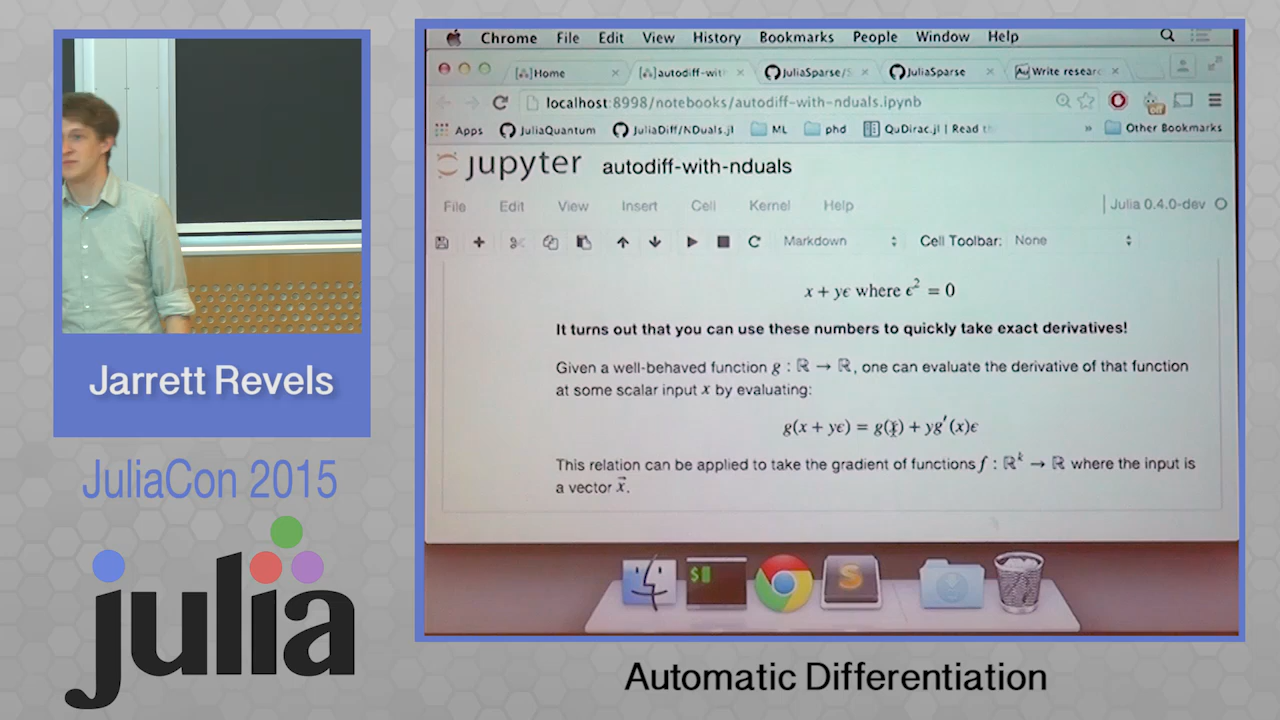 Chrome File Edit View History Bookmarks People Window Help
Home autodiff-wit JuliaSparse/S JuliaSparse Write resear
localhost:8998/notebooks/autodiff-with-nduals.ipynb
off
Apps JuliaQuantum JuliaDiff/NDuals.jl ML phd QuDirac.jl | Read t » Other Bookmarks
jupyter autodiff-with-nduals
File Edit View Insert Cell Kernel Help Julia 0.4.0-dev
Markdown Cell Toolbar: None
x + yϵ where ϵ² = 0
It turns out that you can use these numbers to quickly take exact derivatives!
Given a well-behaved function g : ℝ → ℝ, one can evaluate the derivative of that function
at some scalar input x by evaluating:
g(x + yϵ) = g(x) + yg′(x)ϵ
This relation can be applied to take the gradient of functions f : ℝᵏ → ℝ where the input is
a vector x⃗.
$
S
Jarrett Revels
JuliaCon 2015
julia
Automatic Differentiation